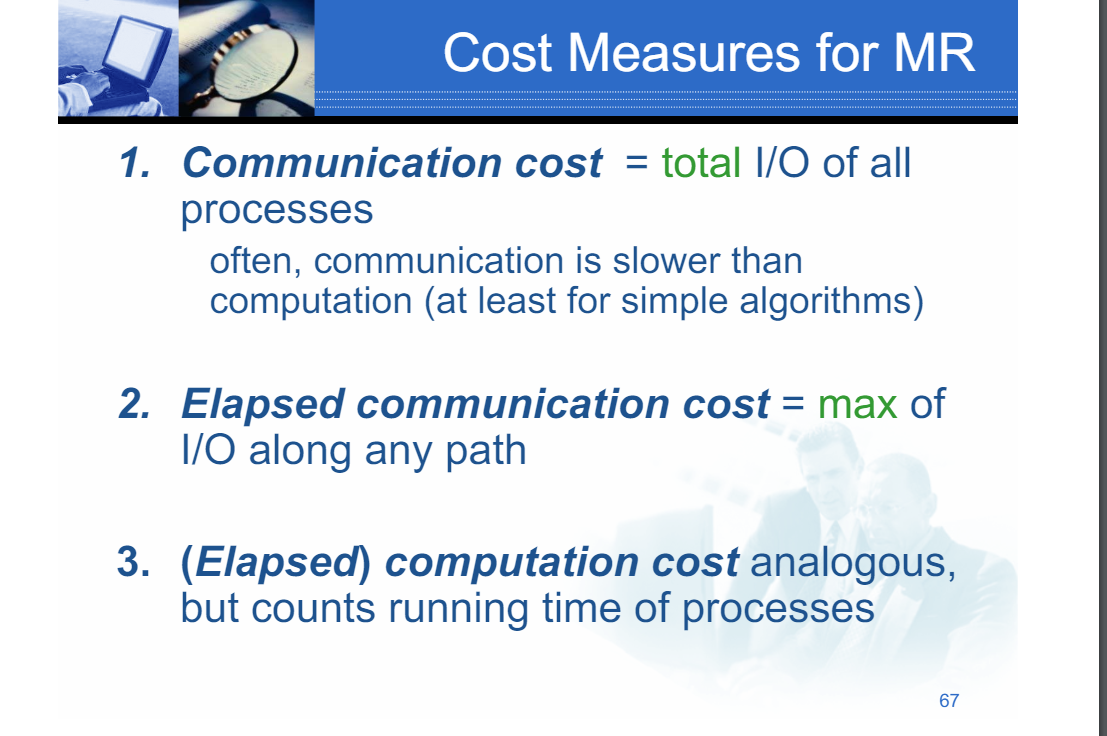 Cost Measures for MR
1. Communication cost = total I/O of all
processes
often, communication is slower than
computation (at least for simple algorithms)
2. Elapsed communication cost = max of
I/O along any path
3. (Elapsed) computation cost analogous,
but counts running time of processes
67